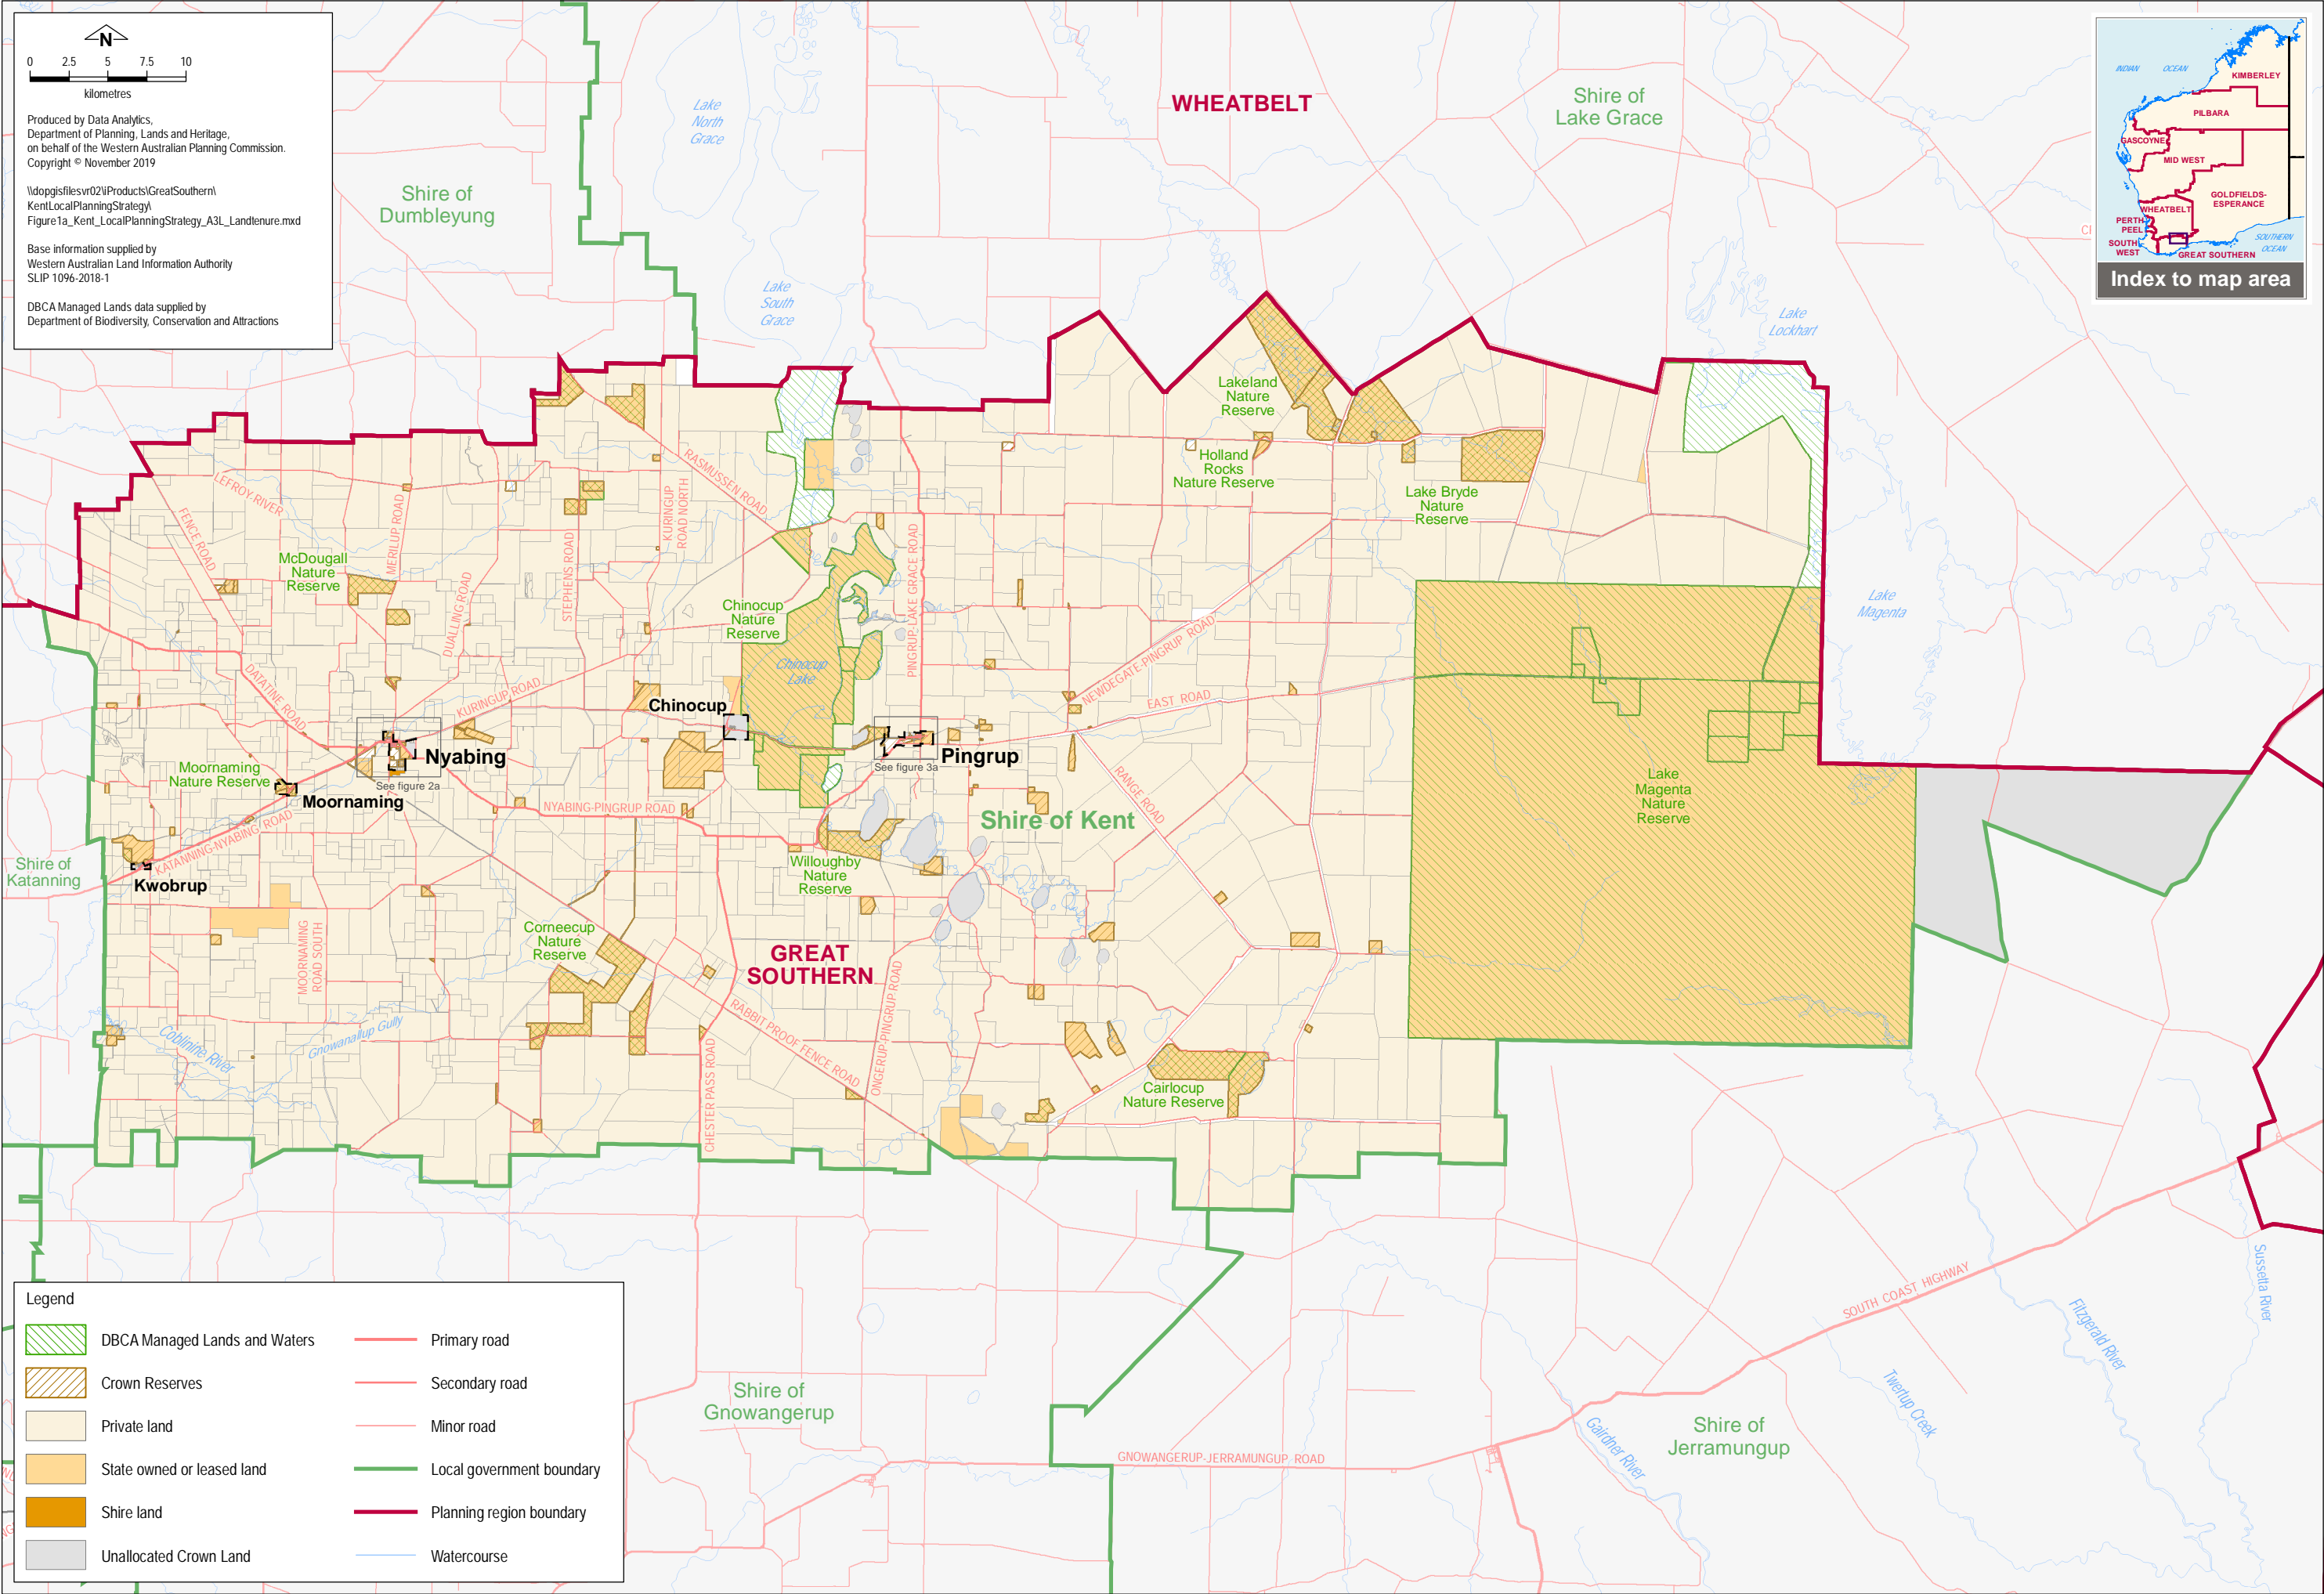 N
0 2.5 5 7.5 10
kilometres
Produced by Data Analytics,
Department of Planning, Lands and Heritage,
on behalf of the Western Australian Planning Commission.
Copyright © November 2019
\\dopgisfilesvr02\iProducts\GreatSouthern\
KentLocalPlanningStrategy\
Figure1a_Kent_LocalPlanningStrategy_A3L_Landtenure.mxd
Base information supplied by
Western Australian Land Information Authority
SLIP 1096-2018-1
DBCA Managed Lands data supplied by
Department of Biodiversity, Conservation and Attractions
INDIAN OCEAN
KIMBERLEY
PILBARA
GASCOYNE
MID WEST
GOLDFIELDS-
ESPERANCE
WHEATBELT
PERTH
PEEL
SOUTH
WEST
GREAT SOUTHERN
SOUTHERN
OCEAN
Index to map area
WHEATBELT
Shire of
Lake Grace
Shire of
Dumbleyung
Lake
North
Grace
Lake
South
Grace
Lake
Lockhart
Lakeland
Nature
Reserve
Holland
Rocks
Nature Reserve
Lake Bryde
Nature
Reserve
LEFROY-RIVER
FENCE ROAD
MERILUP ROAD
DUALLING ROAD
STEPHENS ROAD
KURINGUP
ROAD NORTH
RASMUSSEN ROAD
PINGRUP-LAKE GRACE ROAD
McDougall
Nature
Reserve
Chinocup
Nature
Reserve
Chinocup
Lake
Lake
Magenta
DATATINE ROAD
KURINGUP ROAD
NEWDEGATE-PINGRUP ROAD
EAST ROAD
Chinocup
Nyabing
See figure 2a
Pingrup
See figure 3a
Moornaming
Nature Reserve
Moornaming
NYABING-PINGRUP ROAD
RANGE ROAD
Shire of Kent
Lake
Magenta
Nature
Reserve
KATANNING-NYABING ROAD
Shire of
Katanning
Kwobrup
Willoughby
Nature
Reserve
Corneecup
Nature
Reserve
GREAT
SOUTHERN
MOORNAMING
ROAD SOUTH
Coblinine River
Gnowanallup Gully
CHESTER PASS ROAD
RABBIT PROOF FENCE ROAD
ONGERUP-PINGRUP ROAD
Cairlocup
Nature Reserve
SOUTH COAST HIGHWAY
Sussetta River
Fitzgerald River
Twertup Creek
Gairdner River
Shire of
Gnowangerup
GNOWANGERUP-JERRAMUNGUP ROAD
Shire of
Jerramungup
Legend
DBCA Managed Lands and Waters
Crown Reserves
Private land
State owned or leased land
Shire land
Unallocated Crown Land
Primary road
Secondary road
Minor road
Local government boundary
Planning region boundary
Watercourse